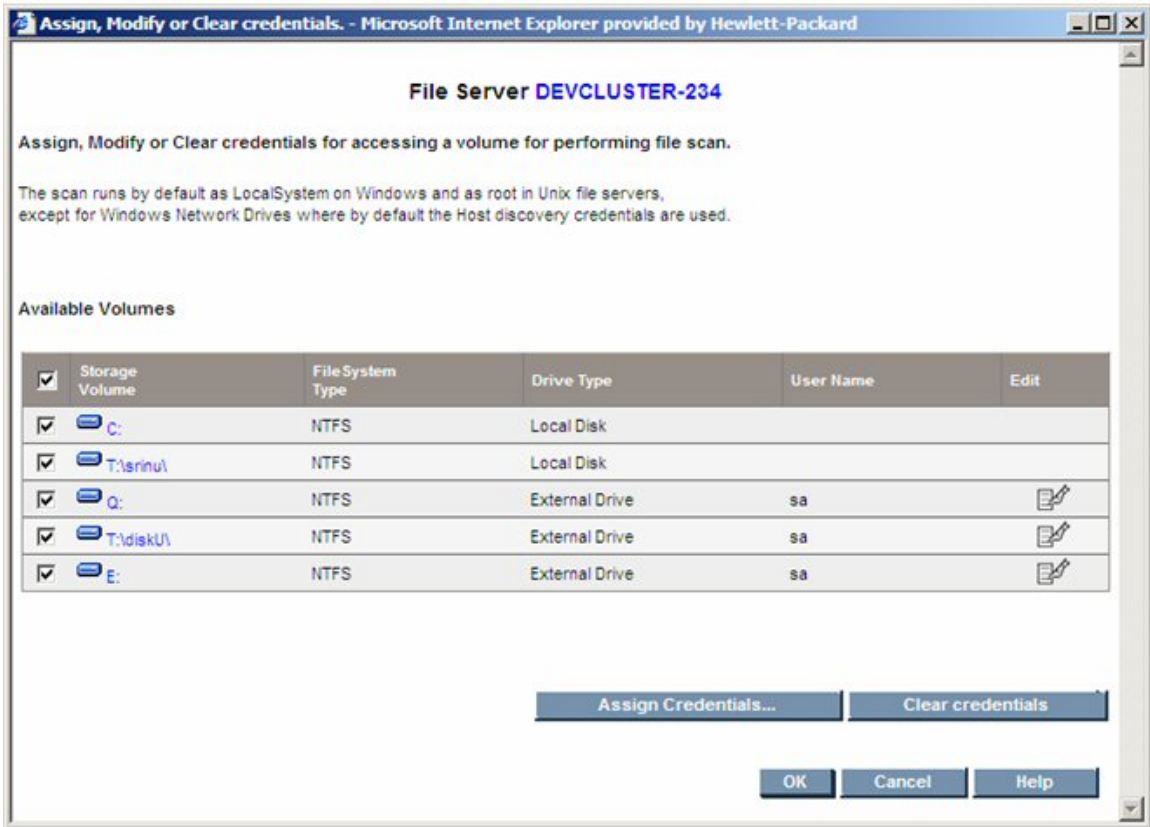 Assign, Modify or Clear credentials. - Microsoft Internet Explorer provided by Hewlett-Packard
File Server DEVCLUSTER-234
Assign, Modify or Clear credentials for accessing a volume for performing file scan.
The scan runs by default as LocalSystem on Windows and as root in Unix file servers,
except for Windows Network Drives where by default the Host discovery credentials are used.
Available Volumes
Storage Volume FileSystem Type Drive Type User Name Edit
C: NTFS Local Disk
T:\srinu\ NTFS Local Disk
Q: NTFS External Drive sa
T:\diskU\ NTFS External Drive sa
E: NTFS External Drive sa
Assign Credentials... Clear credentials
OK Cancel Help